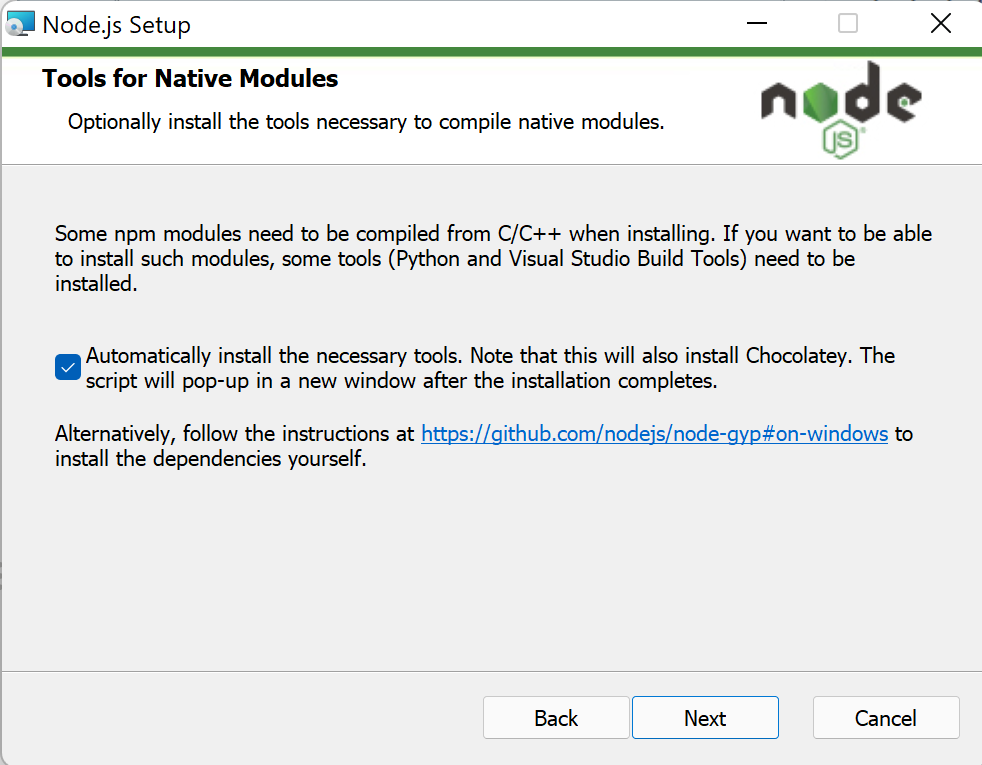 Node.js Setup
Tools for Native Modules
Optionally install the tools necessary to compile native modules.
node
JS
Some npm modules need to be compiled from C/C++ when installing. If you want to be able
to install such modules, some tools (Python and Visual Studio Build Tools) need to be
installed.
Automatically install the necessary tools. Note that this will also install Chocolatey. The
script will pop-up in a new window after the installation completes.
Alternatively, follow the instructions at https://github.com/nodejs/node-gyp#on-windows to
install the dependencies yourself.
Back
Next
Cancel